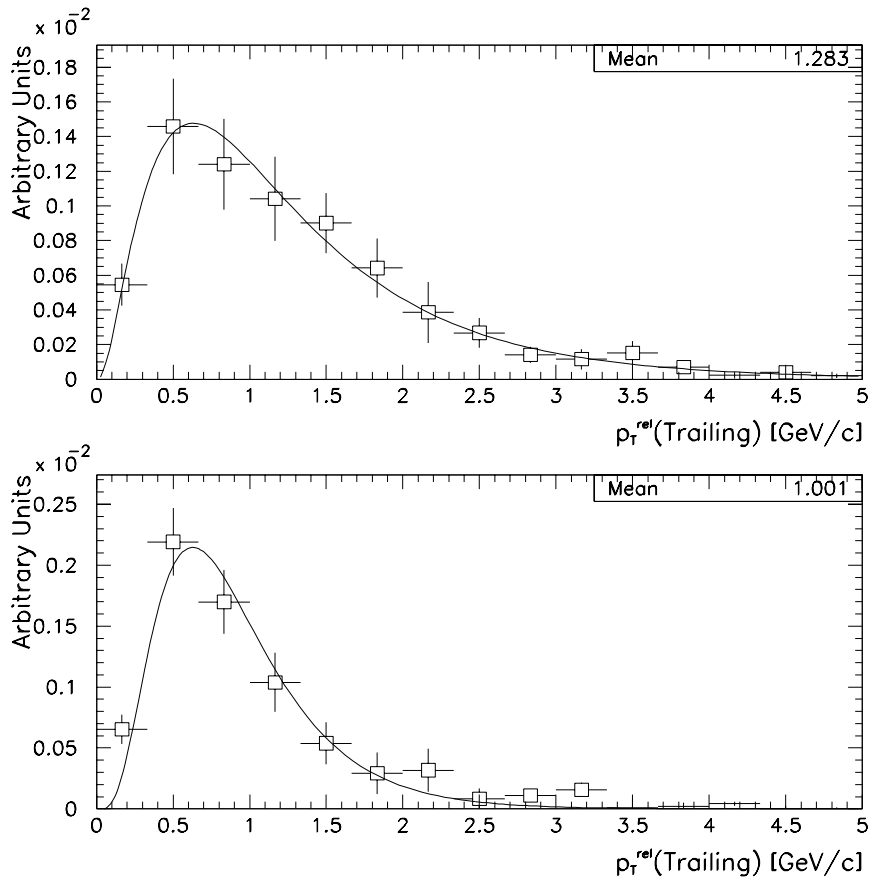 x 10^-2
Arbitrary Units
Mean 1.283
0.18
0.16
0.14
0.12
0.1
0.08
0.06
0.04
0.02
0
0 0.5 1 1.5 2 2.5 3 3.5 4 4.5 5
p_T^rel(Trailing) [GeV/c]
x 10^-2
Arbitrary Units
Mean 1.001
0.25
0.2
0.15
0.1
0.05
0
0 0.5 1 1.5 2 2.5 3 3.5 4 4.5 5
p_T^rel(Trailing) [GeV/c]